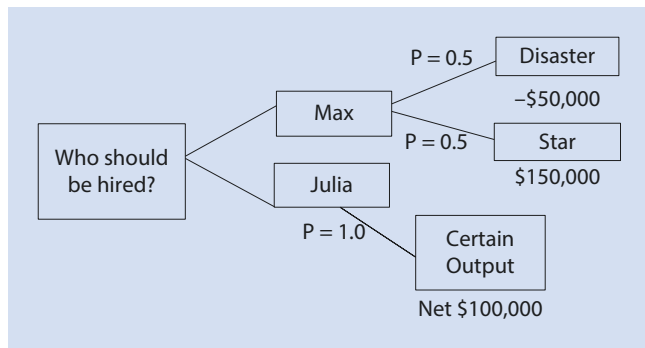 Who should
be hired?
Max
P = 0.5
Disaster
–$50,000
P = 0.5
Star
$150,000
Julia
P = 1.0
Certain
Output
Net $100,000